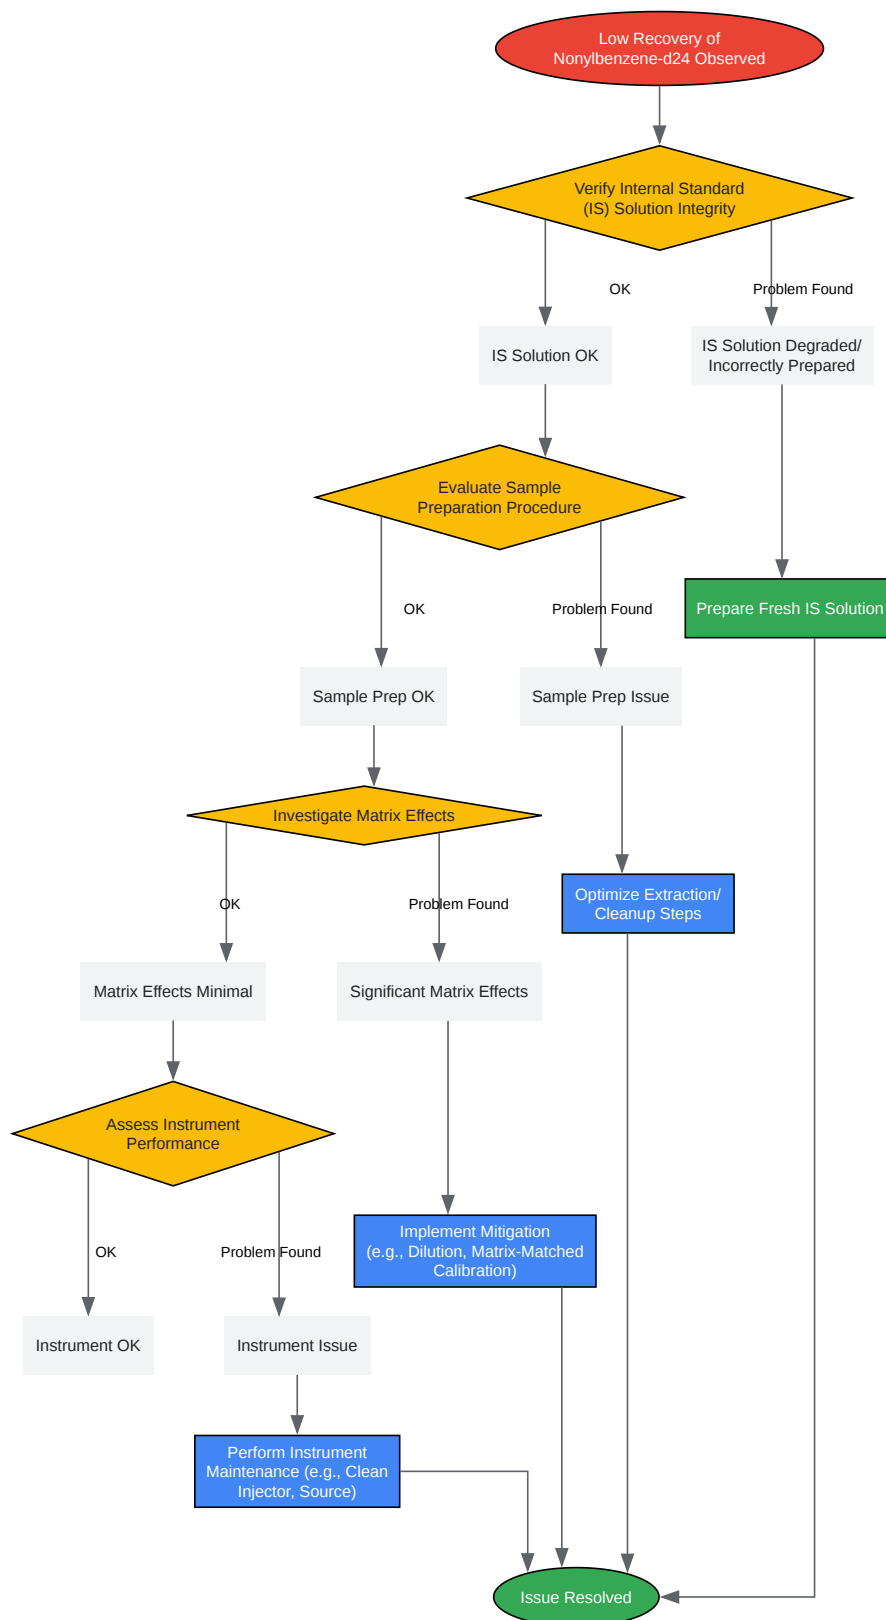 Low Recovery of
Nonylbenzene-d24 Observed
Verify Internal Standard
(IS) Solution Integrity
OK
Problem Found
IS Solution OK
IS Solution Degraded/
Incorrectly Prepared
Evaluate Sample
Preparation Procedure
OK
Problem Found
Prepare Fresh IS Solution
Sample Prep OK
Sample Prep Issue
Investigate Matrix Effects
OK
Problem Found
Optimize Extraction/
Cleanup Steps
Matrix Effects Minimal
Significant Matrix Effects
Assess Instrument
Performance
OK
Problem Found
Implement Mitigation
(e.g., Dilution, Matrix-Matched
Calibration)
Instrument OK
Instrument Issue
Perform Instrument
Maintenance (e.g., Clean
Injector, Source)
Issue Resolved